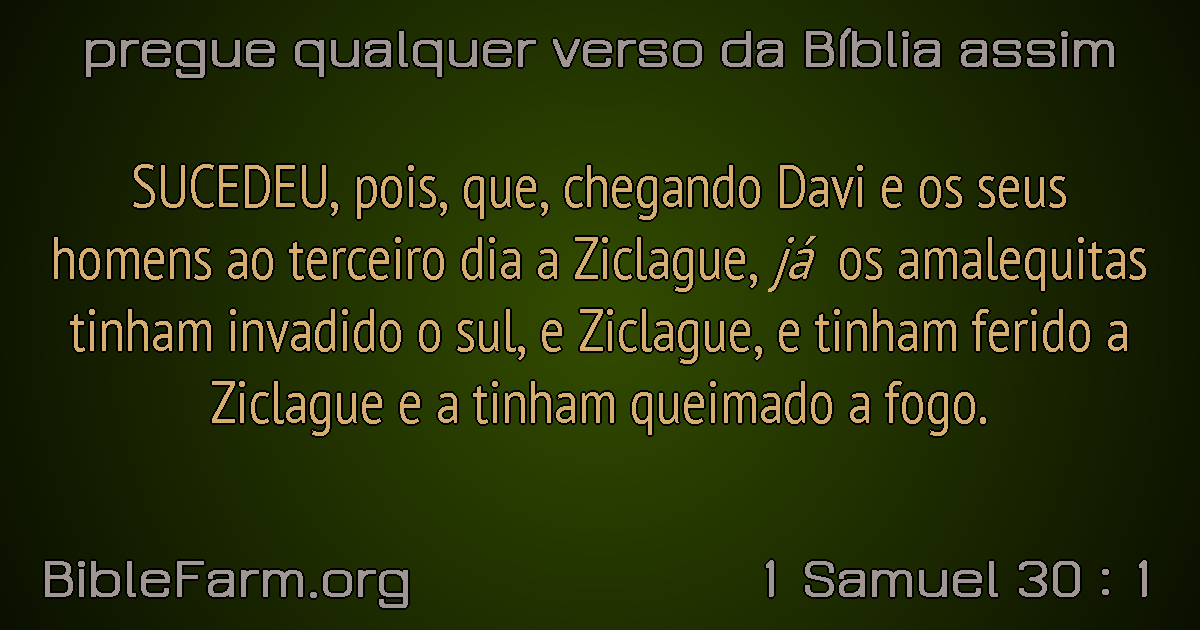 pregue qualquer verso da Bíblia assim
SUCEDEU, pois, que, chegando Davi e os seus
homens ao terceiro dia a Ziclague, já os amalequitas
tinham invadido o sul, e Ziclague, e tinham ferido a
Ziclague e a tinham queimado a fogo.
BibleFarm.org
1 Samuel 30 : 1